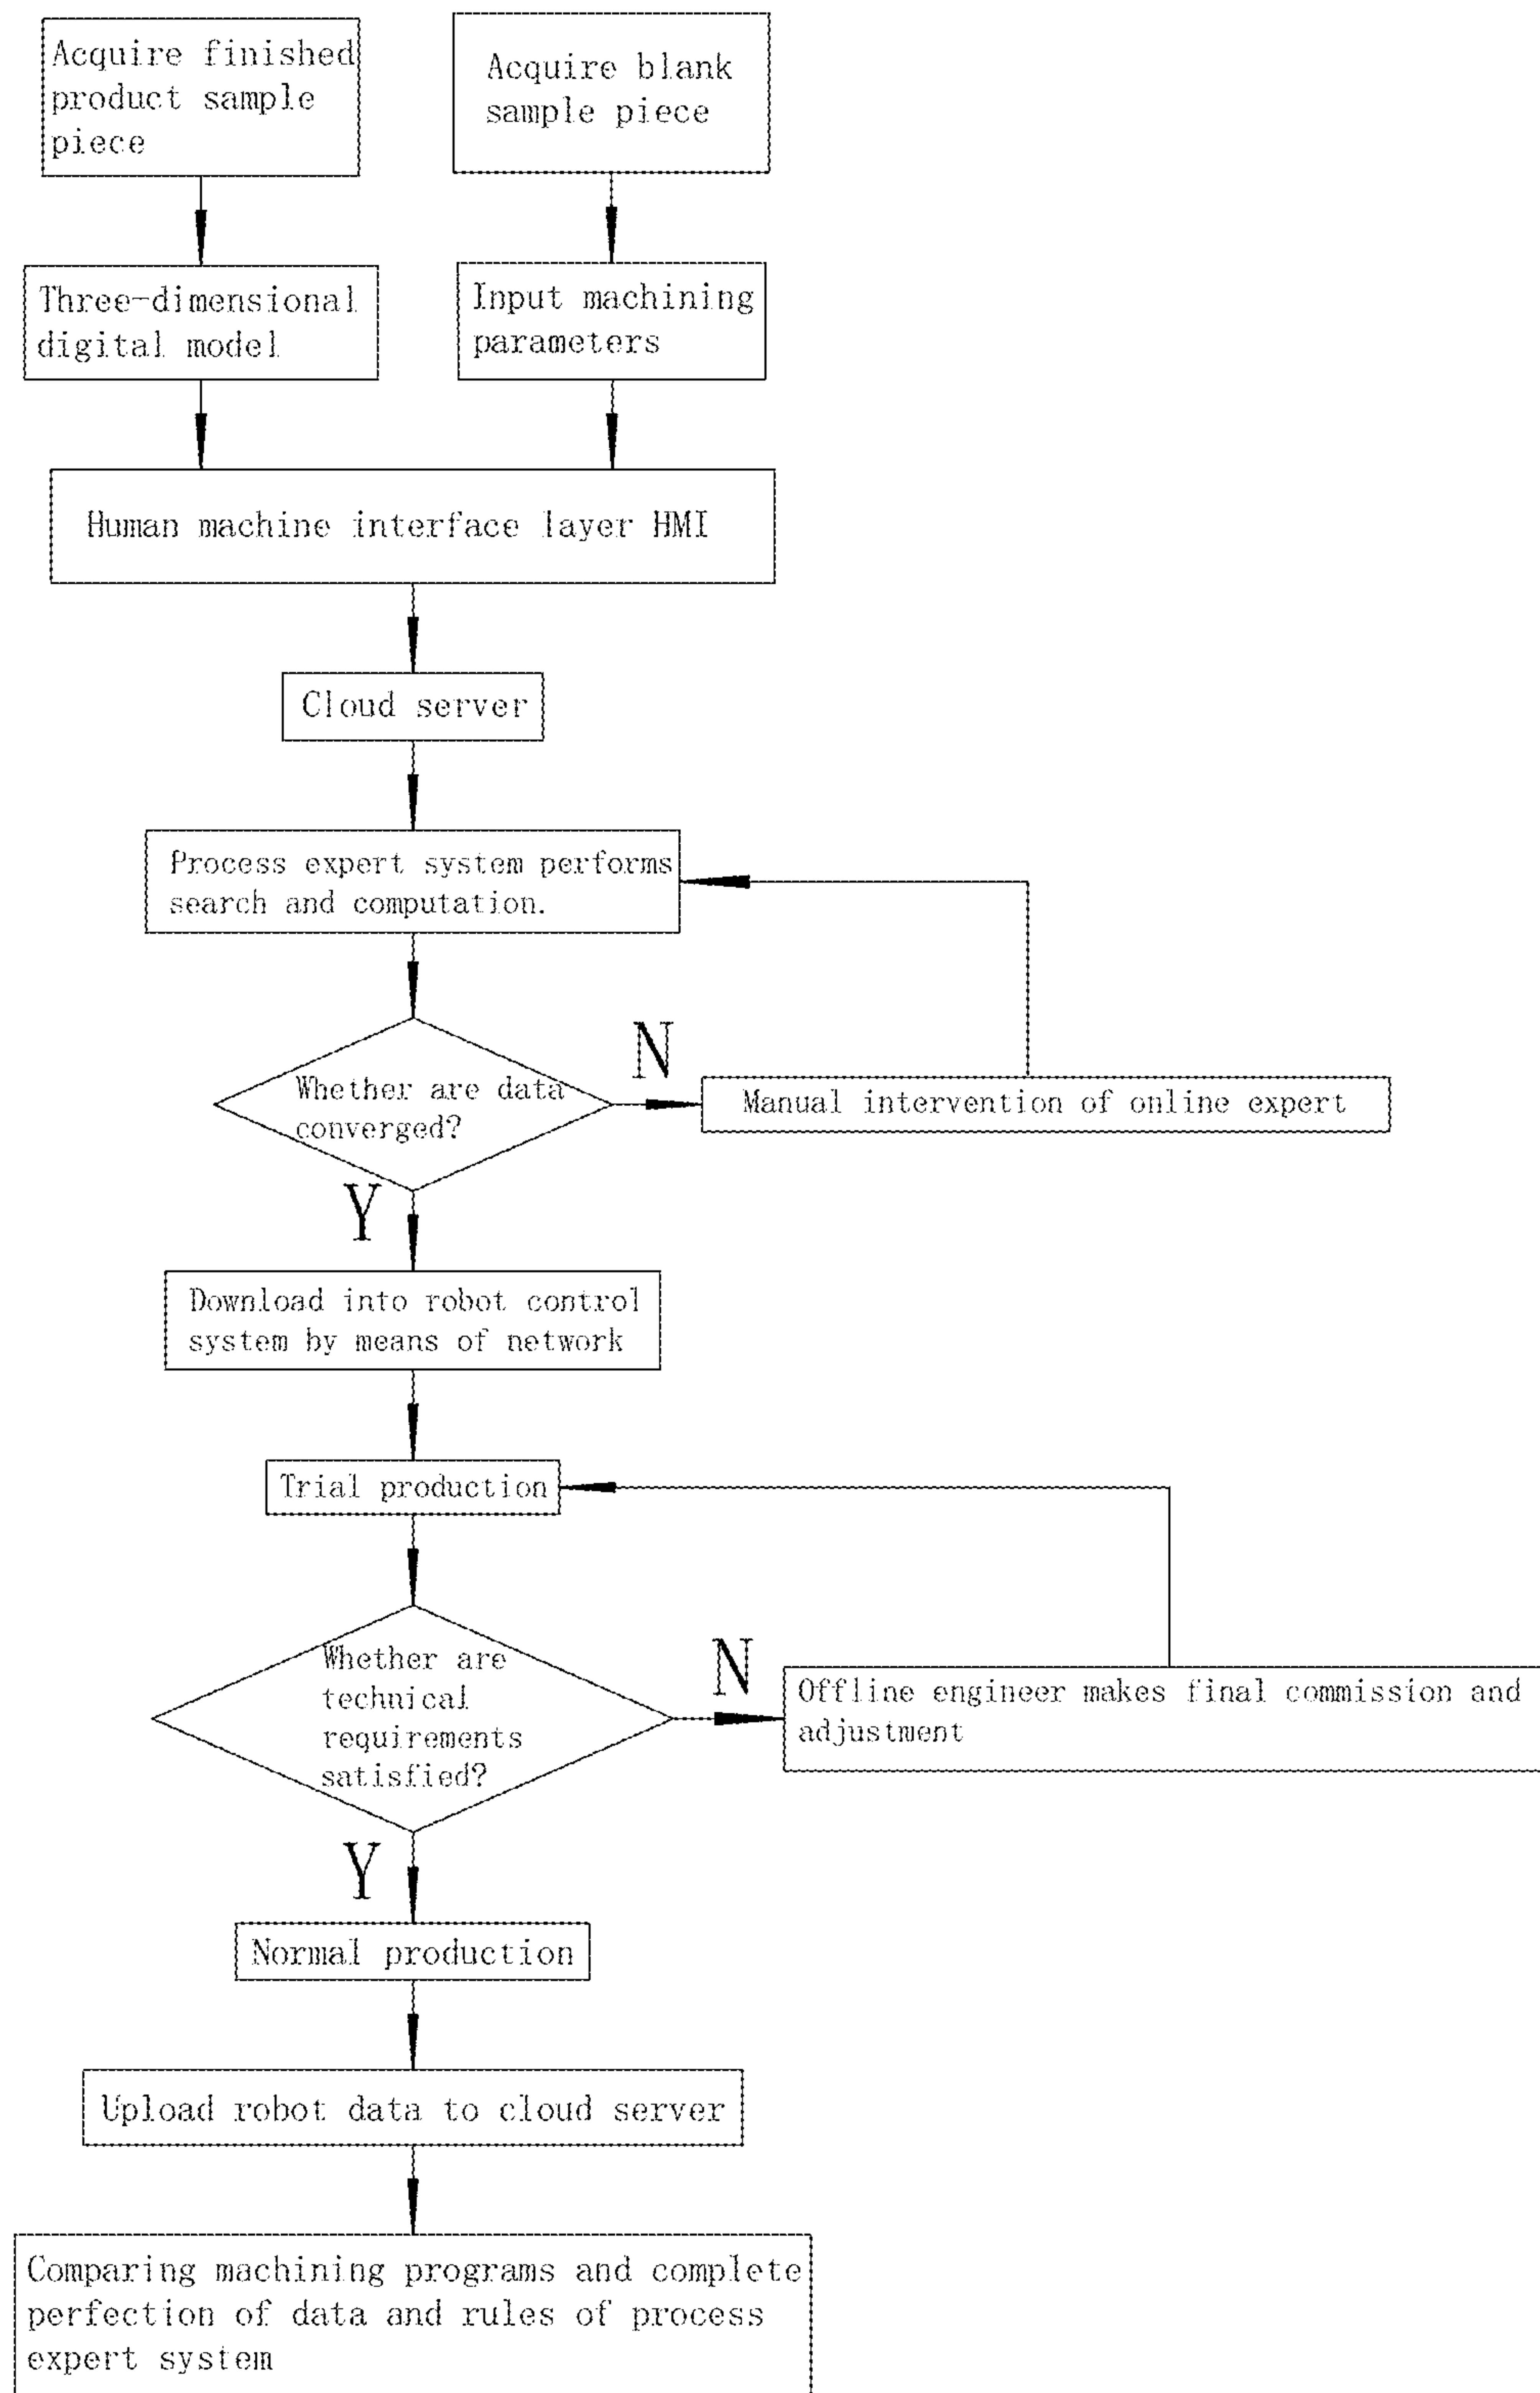 Acquire finished
product sample
piece
Acquire blank
sample piece
Three-dimensional
digital model
Input machining
parameters
Human machine interface layer HMI
Cloud server
Process expert system performs
search and computation.
Whether are data
converged?
N
Manual intervention of online expert
Y
Download into robot control
system by means of network
Trial production
Whether are
technical
requirements
satisfied?
N
Offline engineer makes final commission and
adjustment
Y
Normal production
Upload robot data to cloud server
Comparing machining programs and complete
perfection of data and rules of process
expert system